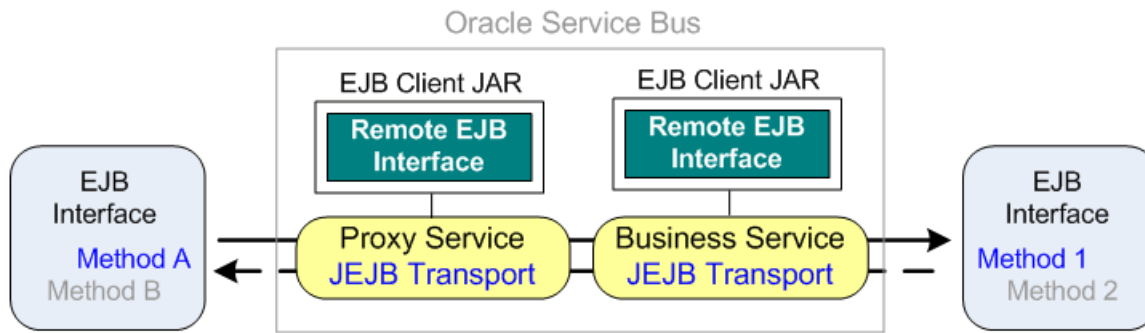 Oracle Service Bus
EJB Client JAR
EJB Client JAR
Remote EJB
Interface
Remote EJB
Interface
EJB
Interface
Method A
Method B
Proxy Service
JEJB Transport
Business Service
JEJB Transport
EJB
Interface
Method 1
Method 2